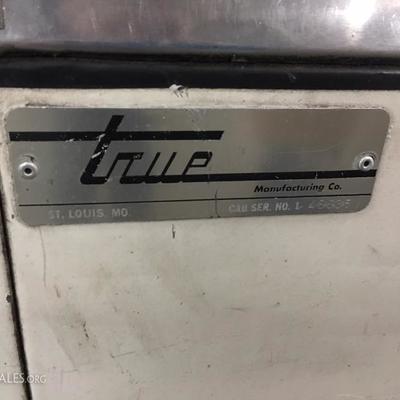 true
Manufacturing Co.
ST. LOUIS, MO. CAB SER. NO. 1-
ALES.ORG